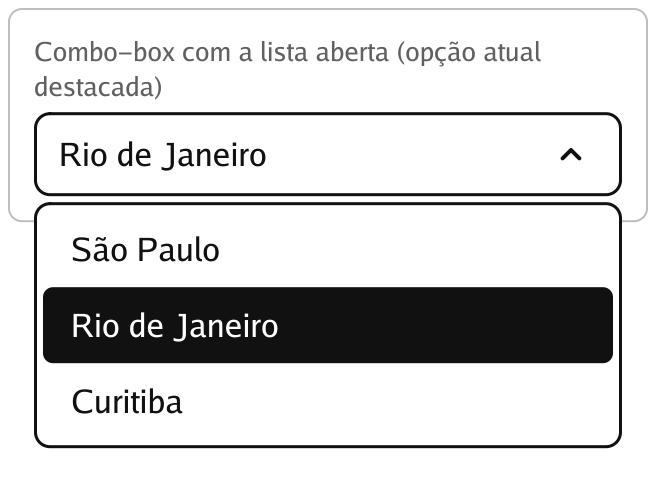 Combo-box com a lista aberta (opção atual
destacada)
Rio de Janeiro
São Paulo
Rio de Janeiro
Curitiba